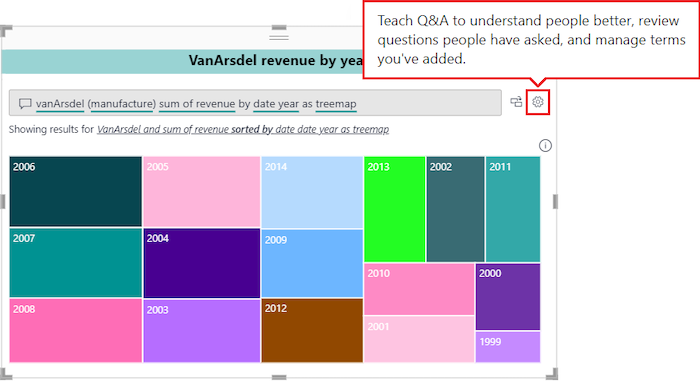 Teach Q&A to understand people better, review
questions people have asked, and manage terms
you've added.
VanArsdel revenue by yea
vanArsdel (manufacture) sum of revenue by date year as treemap
Showing results for VanArsdel and sum of revenue sorted by date date year as treemap
2006
2005
2014
2013
2002
2011
2007
2004
2009
2010
2000
2008
2003
2012
2001
1999